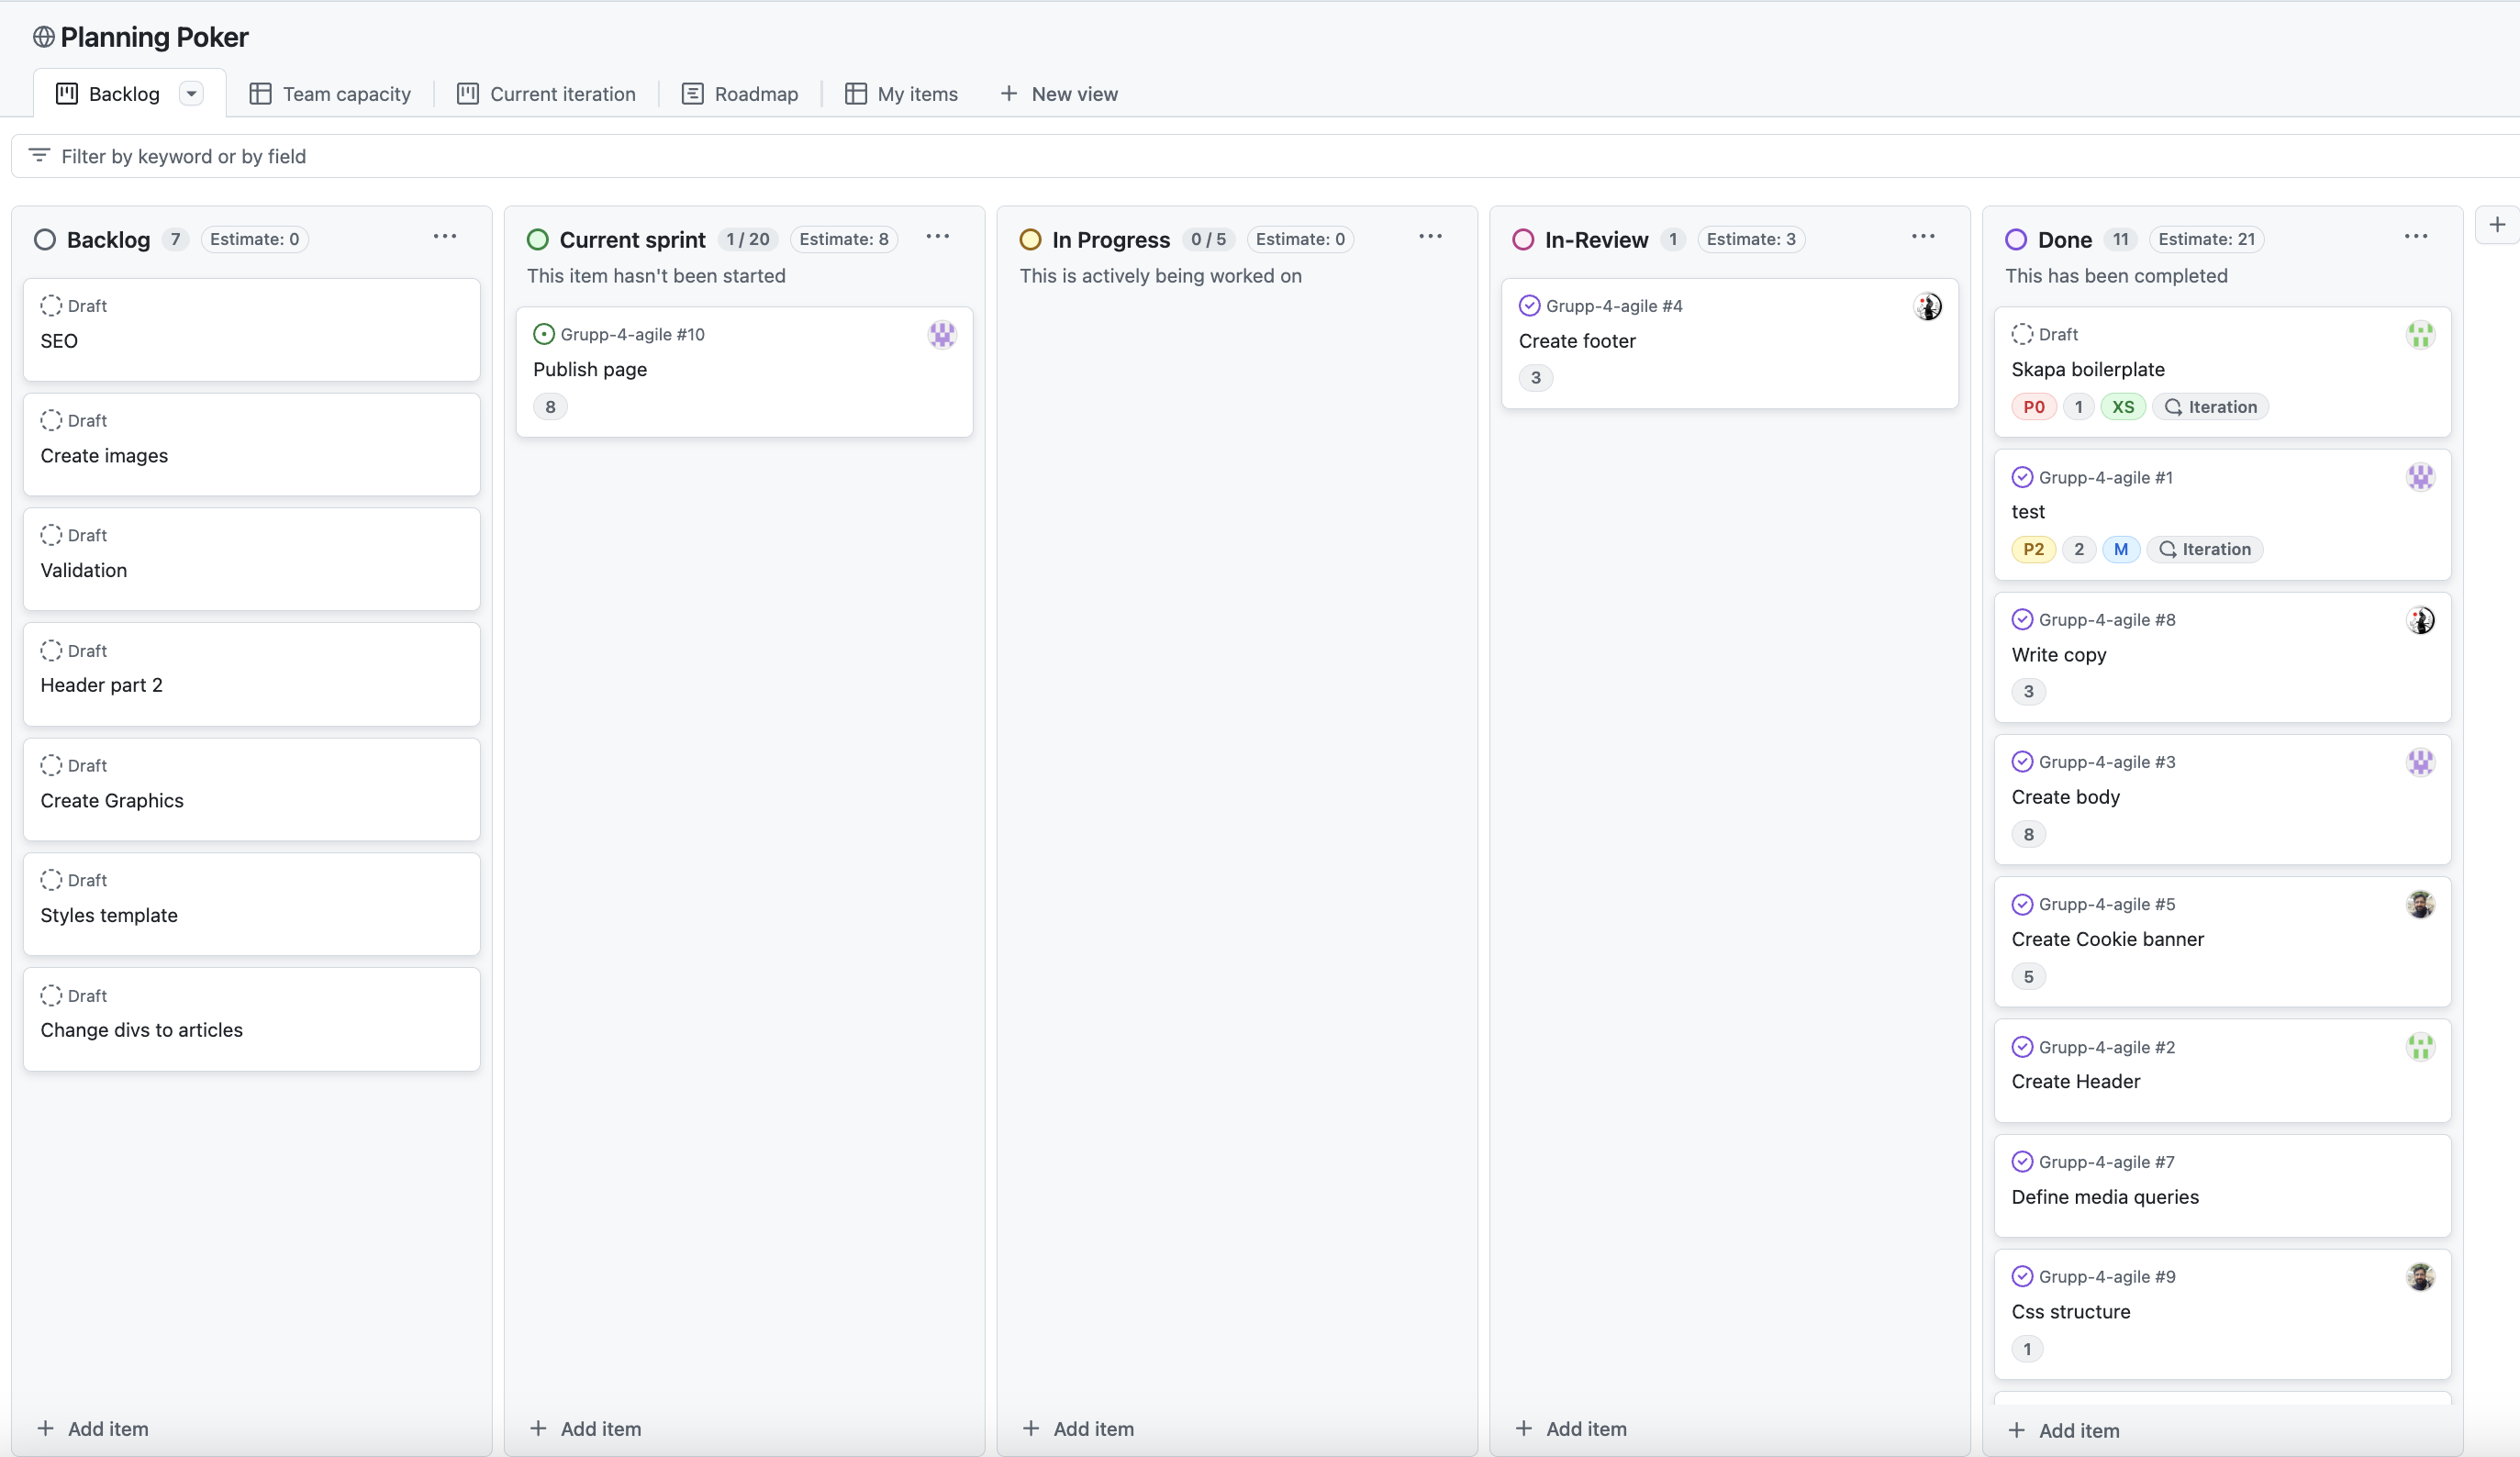 Planning Poker
Backlog
Team capacity
Current iteration
Roadmap
My items
New view
Filter by keyword or by field
Backlog 7 Estimate: 0
Draft
SEO
Draft
Create images
Draft
Validation
Draft
Header part 2
Draft
Create Graphics
Draft
Styles template
Draft
Change divs to articles
Add item
Current sprint 1 / 20 Estimate: 8
This item hasn't been started
Grupp-4-agile #10
Publish page
8
Add item
In Progress 0 / 5 Estimate: 0
This is actively being worked on
Add item
In-Review 1 Estimate: 3
Grupp-4-agile #4
Create footer
3
Add item
Done 11 Estimate: 21
This has been completed
Draft
Skapa boilerplate
P0 1 XS Iteration
Grupp-4-agile #1
test
P2 2 M Iteration
Grupp-4-agile #8
Write copy
3
Grupp-4-agile #3
Create body
8
Grupp-4-agile #5
Create Cookie banner
5
Grupp-4-agile #2
Create Header
Grupp-4-agile #7
Define media queries
Grupp-4-agile #9
Css structure
1
Add item